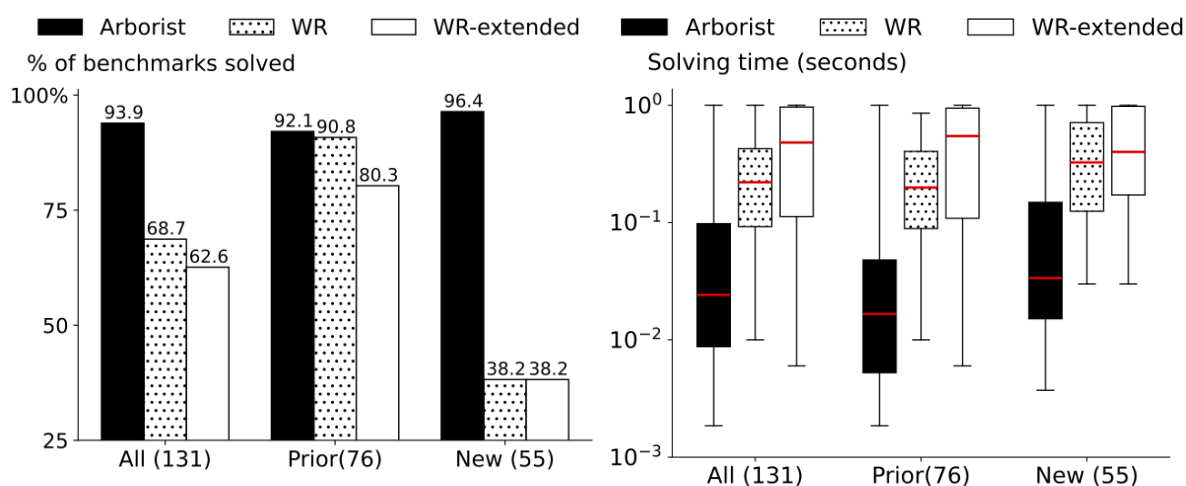 Arborist WR WR-extended
% of benchmarks solved
100%
75
50
25
93.9
68.7
62.6
92.1
90.8
80.3
96.4
38.2
38.2
All (131) Prior(76) New (55)
Arborist WR WR-extended
Solving time (seconds)
10⁰
10⁻¹
10⁻²
10⁻³
All (131) Prior(76) New (55)